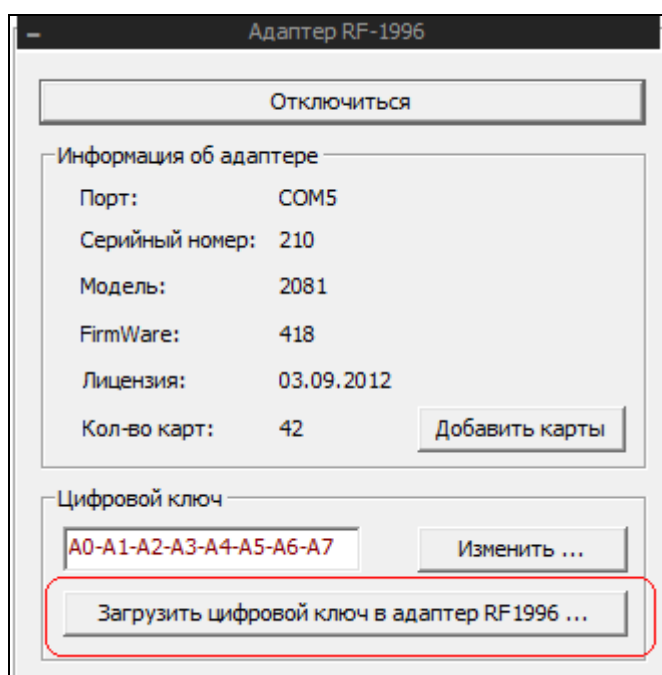 Адаптер RF-1996
Отключиться
Информация об адаптере
Порт: COM5
Серийный номер: 210
Модель: 2081
FirmWare: 418
Лицензия: 03.09.2012
Кол-во карт: 42 Добавить карты
Цифровой ключ
A0-A1-A2-A3-A4-A5-A6-A7 Изменить ...
Загрузить цифровой ключ в адаптер RF1996 ...